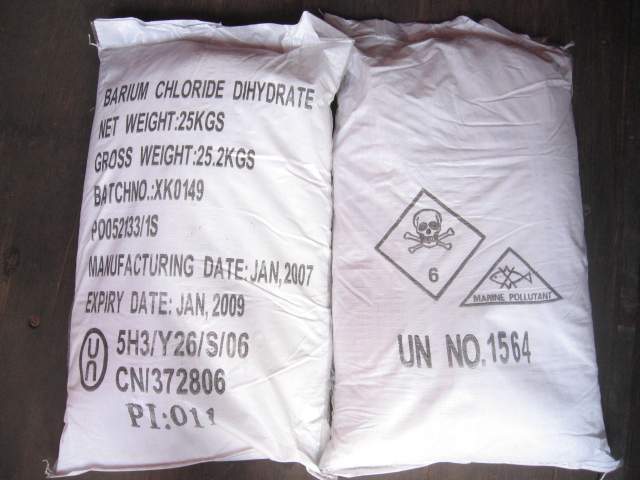 BARIUM CHLORIDE DIHYDRATE
NET WEIGHT:25KGS
GROSS WEIGHT:25.2KGS
BATCHNO.:XK0149
PO052133/1S
MANUFACTURING DATE: JAN,2007
EXPIRY DATE: JAN, 2009
un
5H3/Y26/S/06
CN/372806
PI:011
6
MARINE POLLUTANT
UN NO.1564